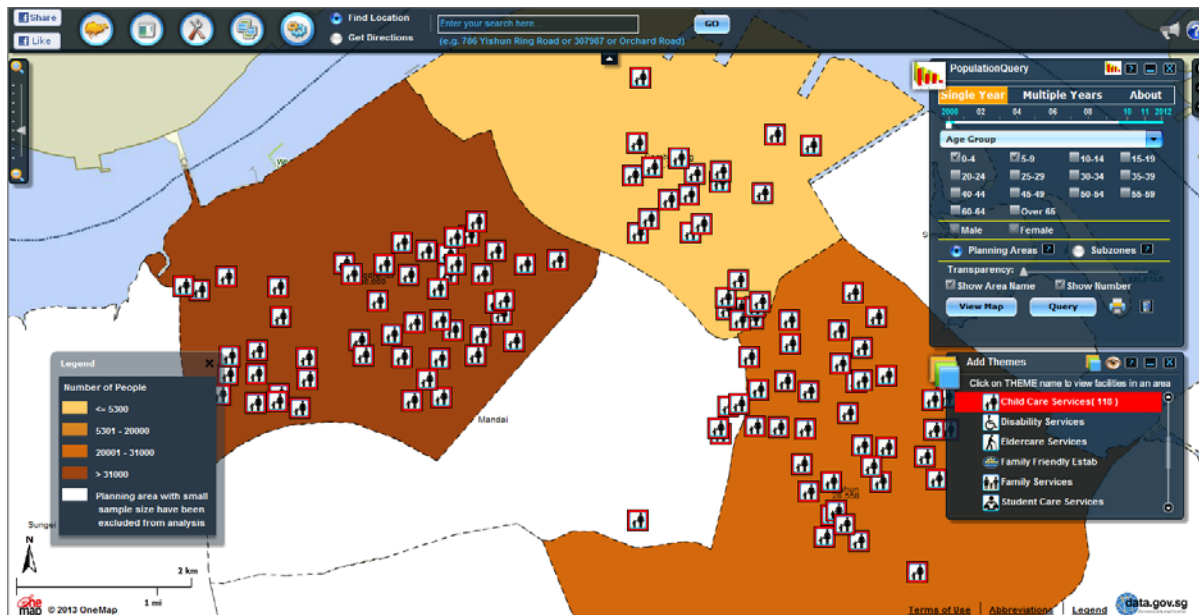 Share
Like
Find Location
Get Directions
Enter your search here...
GO
(e.g. 786 Yishun Ring Road or 307987 or Orchard Road)
PopulationQuery
Single Year Multiple Years About
2000 02 04 06 08 10 11 2012
Age Group
0-4 5-9 10-14 15-19
20-24 25-29 30-34 35-39
40-44 45-49 50-54 55-59
60-64 Over 65
Male Female
Planning Areas ? Subzones ?
Transparency:
Show Area Name Show Number
View Map Query
Add Themes
Click on THEME name to view facilities in an area
Child Care Services( 118 )
Disability Services
Eldercare Services
Family Friendly Estab
Family Services
Student Care Services
Legend
Number of People
<= 5300
5301 - 20000
20001 - 31000
> 31000
Planning area with small
sample size have been
excluded from analysis
Mandai
Sungei
N
2 km
1 mi
one map © 2013 OneMap
Terms of Use Abbreviations Legend
data.gov.sg